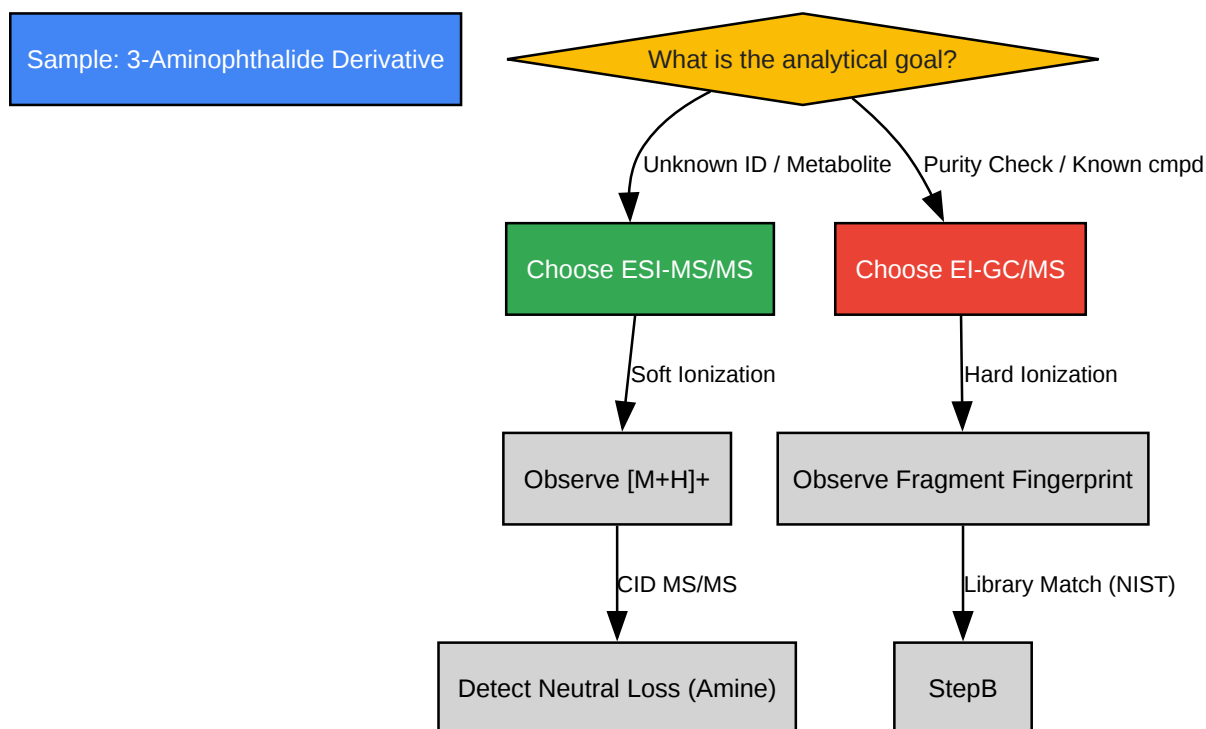 Sample: 3-Aminophthalide Derivative
What is the analytical goal?
Unknown ID / Metabolite
Purity Check / Known cmpd
Choose ESI-MS/MS
Choose EI-GC/MS
Soft Ionization
Hard Ionization
Observe [M+H]+
Observe Fragment Fingerprint
CID MS/MS
Library Match (NIST)
Detect Neutral Loss (Amine)
StepB